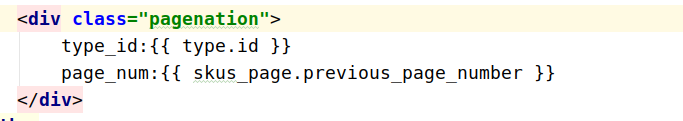 <div class="pagenation">
type_id:{{ type.id }}
page_num:{{ skus_page.previous_page_number }}
</div>